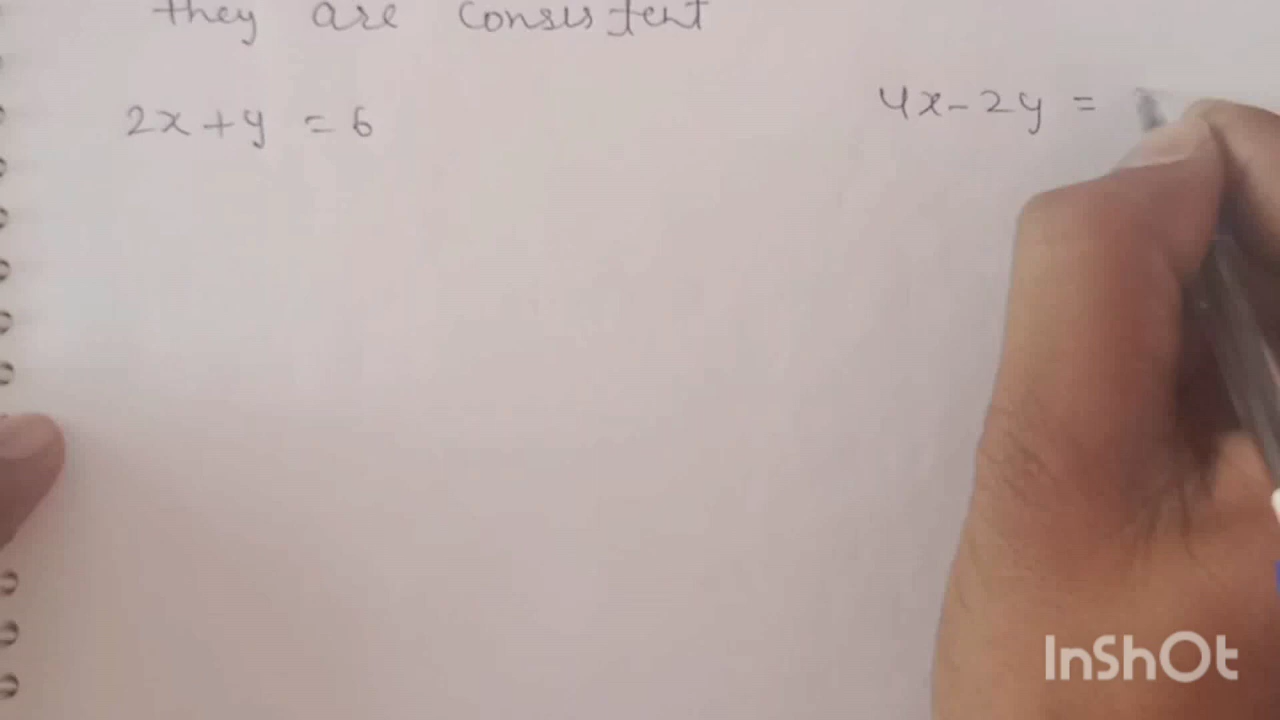 they are consistent
2x + y = 6
4x - 2y =
InShOt